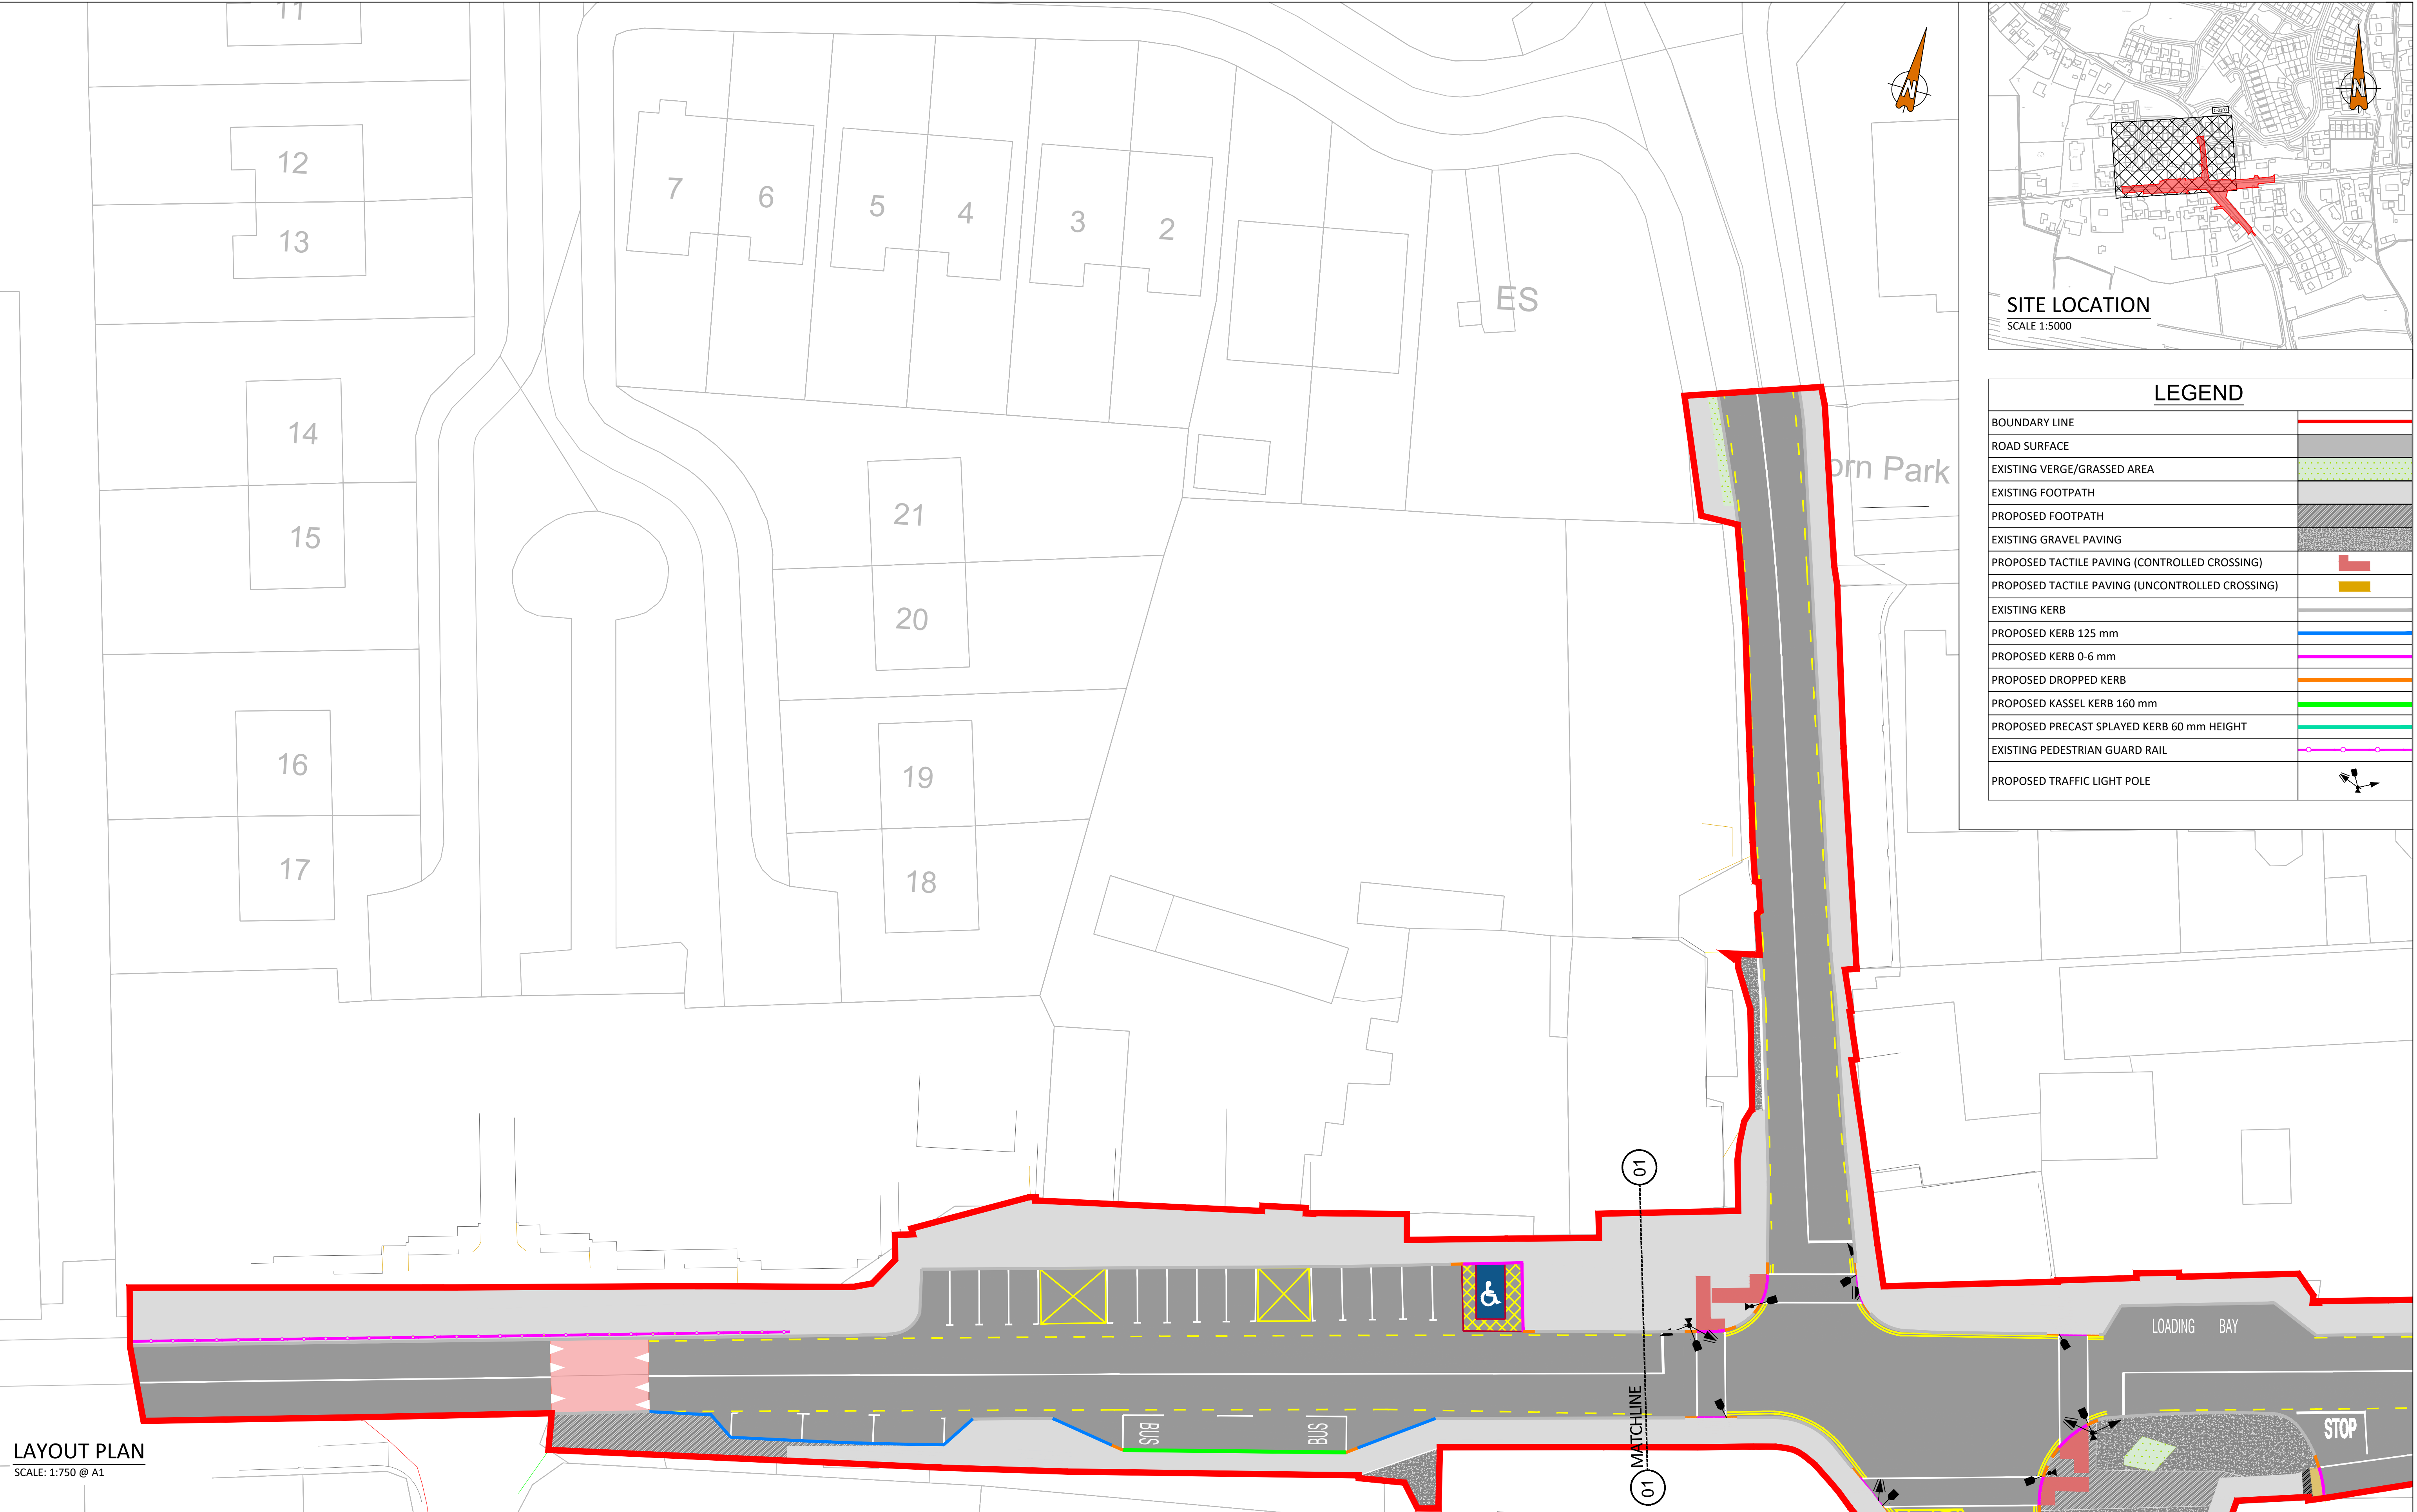 11
12
13
14
15
16
17
7
6
5
4
3
2
ES
21
20
19
18
orn Park
N
N
SITE LOCATION
SCALE 1:5000
LEGEND
BOUNDARY LINE
ROAD SURFACE
EXISTING VERGE/GRASSED AREA
EXISTING FOOTPATH
PROPOSED FOOTPATH
EXISTING GRAVEL PAVING
PROPOSED TACTILE PAVING (CONTROLLED CROSSING)
PROPOSED TACTILE PAVING (UNCONTROLLED CROSSING)
EXISTING KERB
PROPOSED KERB 125 mm
PROPOSED KERB 0-6 mm
PROPOSED DROPPED KERB
PROPOSED KASSEL KERB 160 mm
PROPOSED PRECAST SPLAYED KERB 60 mm HEIGHT
EXISTING PEDESTRIAN GUARD RAIL
PROPOSED TRAFFIC LIGHT POLE
01
MATCHLINE
01
LOADING BAY
BUS
BUS
STOP
LAYOUT PLAN
SCALE: 1:750 @ A1